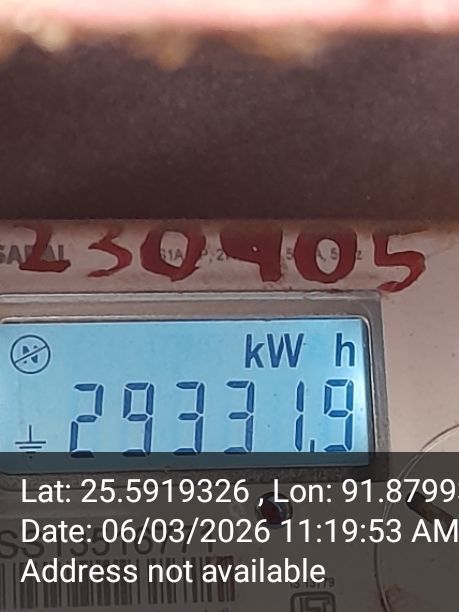 230905
kW h
29331.9
Lat: 25.5919326 , Lon: 91.8799
Date: 06/03/2026 11:19:53 AM
Address not available